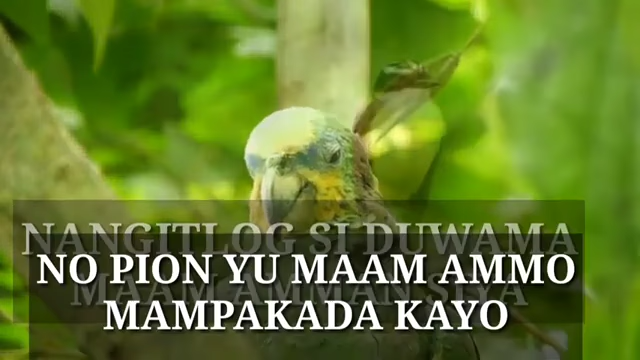 NANGITLOG SI DUWAMA
NO PION YU MAAM AMMO
MAMPAKADA KAYO